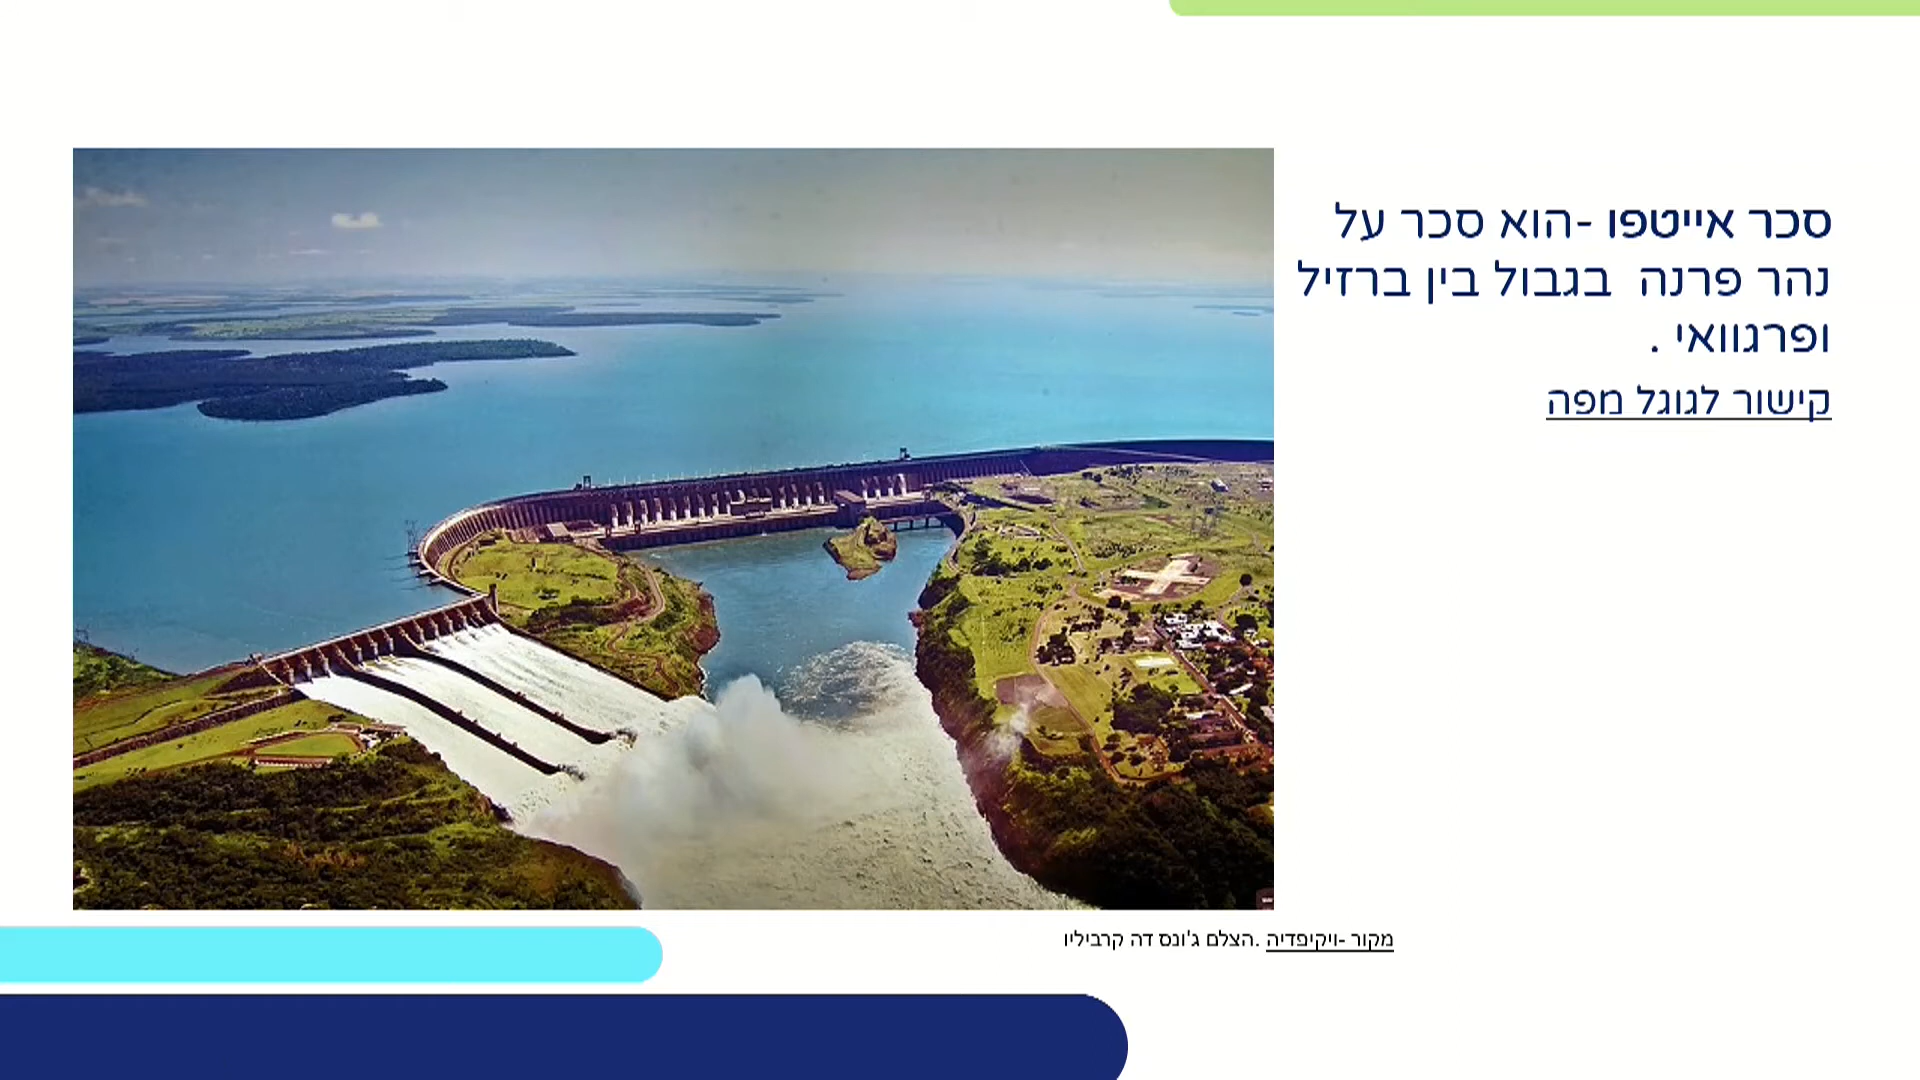 סכר אייטפו -הוא סכר על
נהר פרנה בגבול בין ברזיל
ופרגוואי .
קישור לגוגל מפה
מקור -ויקיפדיה .הצלם ג'ונס דה קרביליו